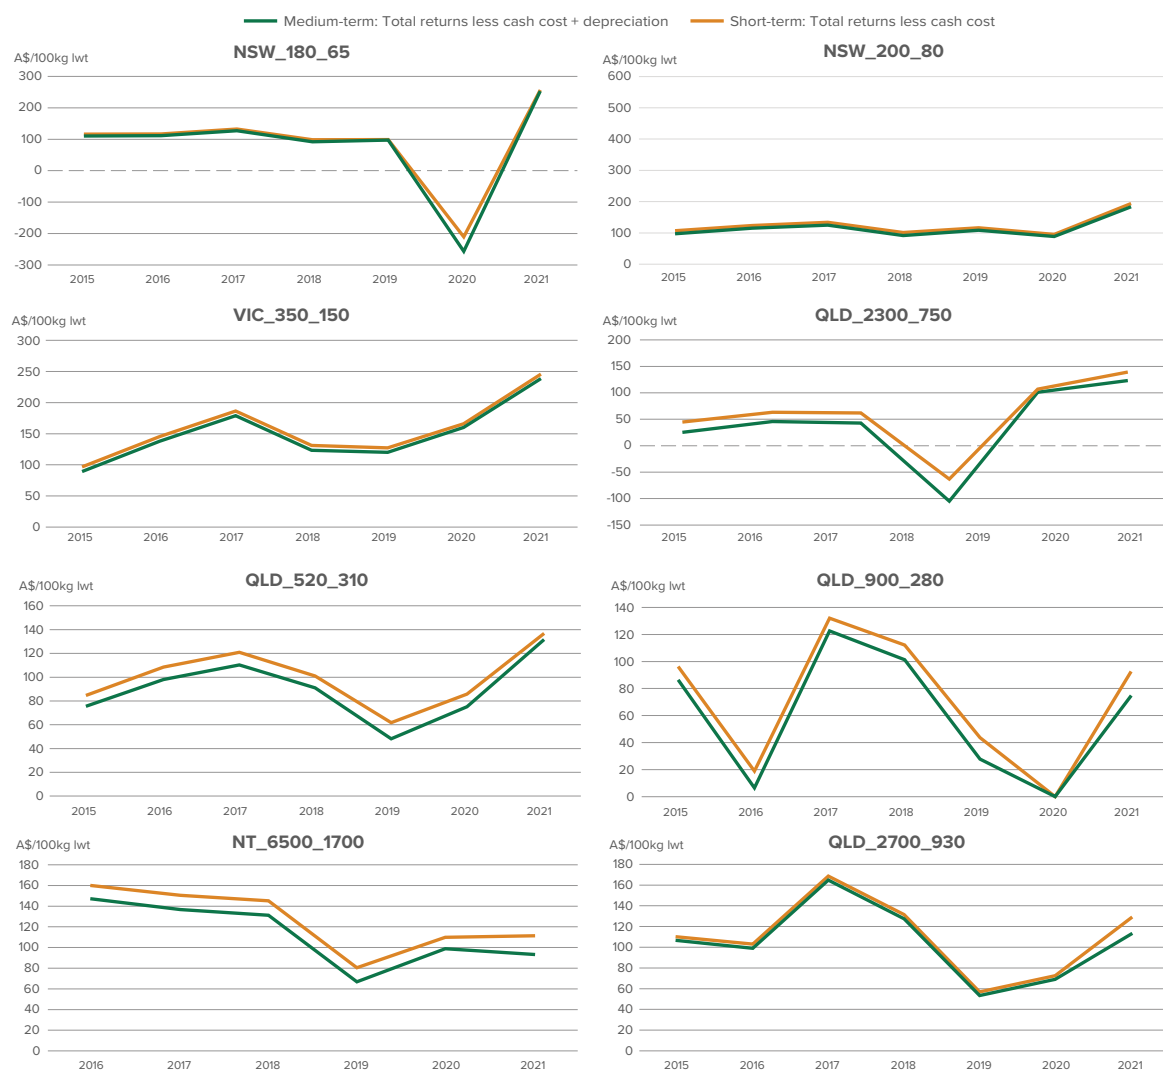 Medium-term: Total returns less cash cost + depreciation Short-term: Total returns less cash cost
NSW_180_65
A$/100kg lwt
300
200
100
0
-100
-200
-300
2015 2016 2017 2018 2019 2020 2021
NSW_200_80
A$/100kg lwt
600
500
400
300
200
100
0
2015 2016 2017 2018 2019 2020 2021
VIC_350_150
A$/100kg lwt
300
250
200
150
100
50
0
2015 2016 2017 2018 2019 2020 2021
QLD_2300_750
A$/100kg lwt
200
150
100
50
0
-50
-100
-150
2015 2016 2017 2018 2019 2020 2021
QLD_520_310
A$/100kg lwt
160
140
120
100
80
60
40
20
0
2015 2016 2017 2018 2019 2020 2021
QLD_900_280
A$/100kg lwt
140
120
100
80
60
40
20
0
2015 2016 2017 2018 2019 2020 2021
NT_6500_1700
A$/100kg lwt
180
160
140
120
100
80
60
40
20
0
2016 2017 2018 2019 2020 2021
QLD_2700_930
A$/100kg lwt
180
160
140
120
100
80
60
40
20
0
2015 2016 2017 2018 2019 2020 2021